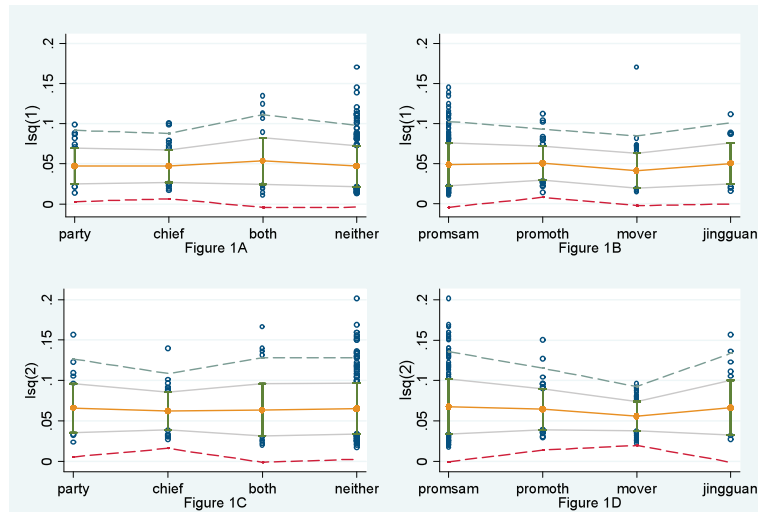 .2
.15
.1
.05
0
lsq(1)
party chief both neither
Figure 1A
.2
.15
.1
.05
0
lsq(1)
promsam promoth mover jingguan
Figure 1B
.2
.15
.1
.05
0
lsq(2)
party chief both neither
Figure 1C
.2
.15
.1
.05
0
lsq(2)
promsam promoth mover jingguan
Figure 1D